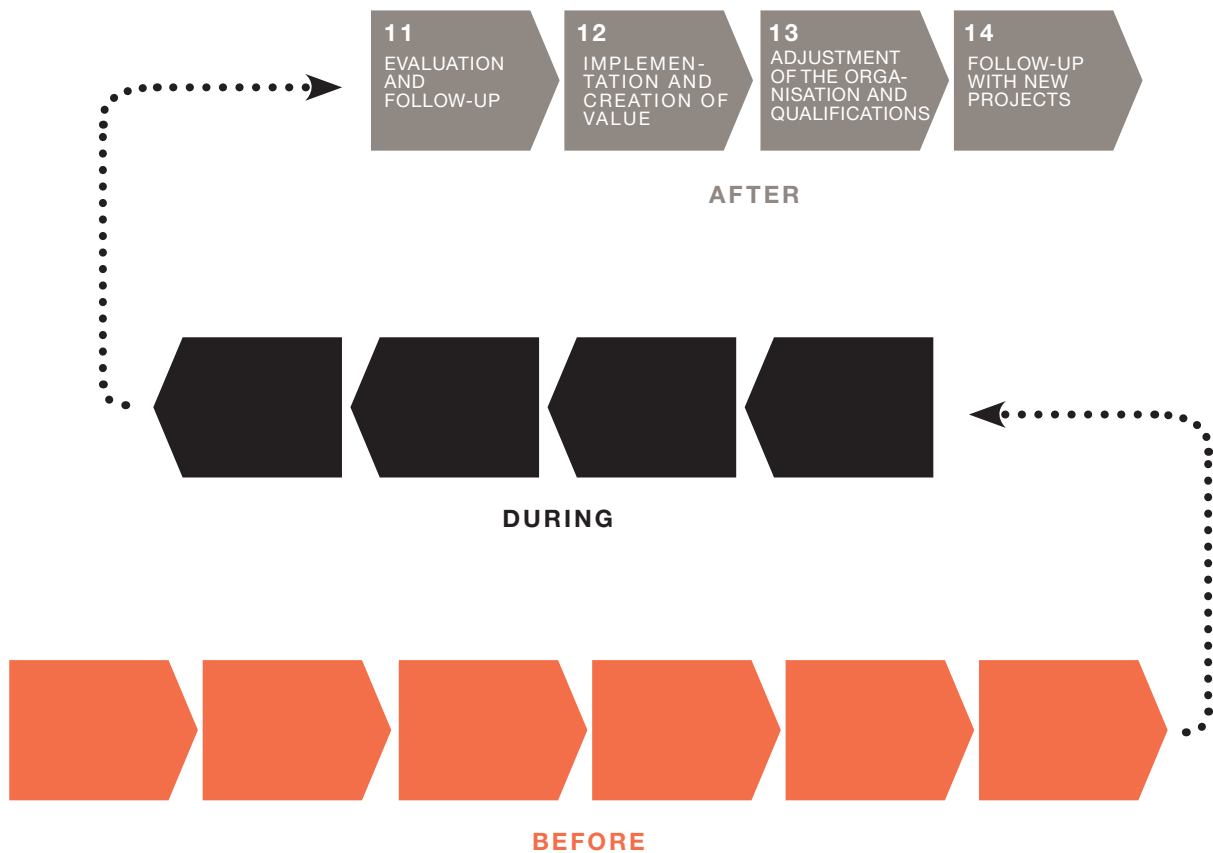 11
EVALUATION
AND
FOLLOW-UP
12
IMPLEMEN-
TATION AND
CREATION OF
VALUE
13
ADJUSTMENT
OF THE ORGA-
NISATION AND
QUALIFICATIONS
14
FOLLOW-UP
WITH NEW
PROJECTS
AFTER
DURING
BEFORE